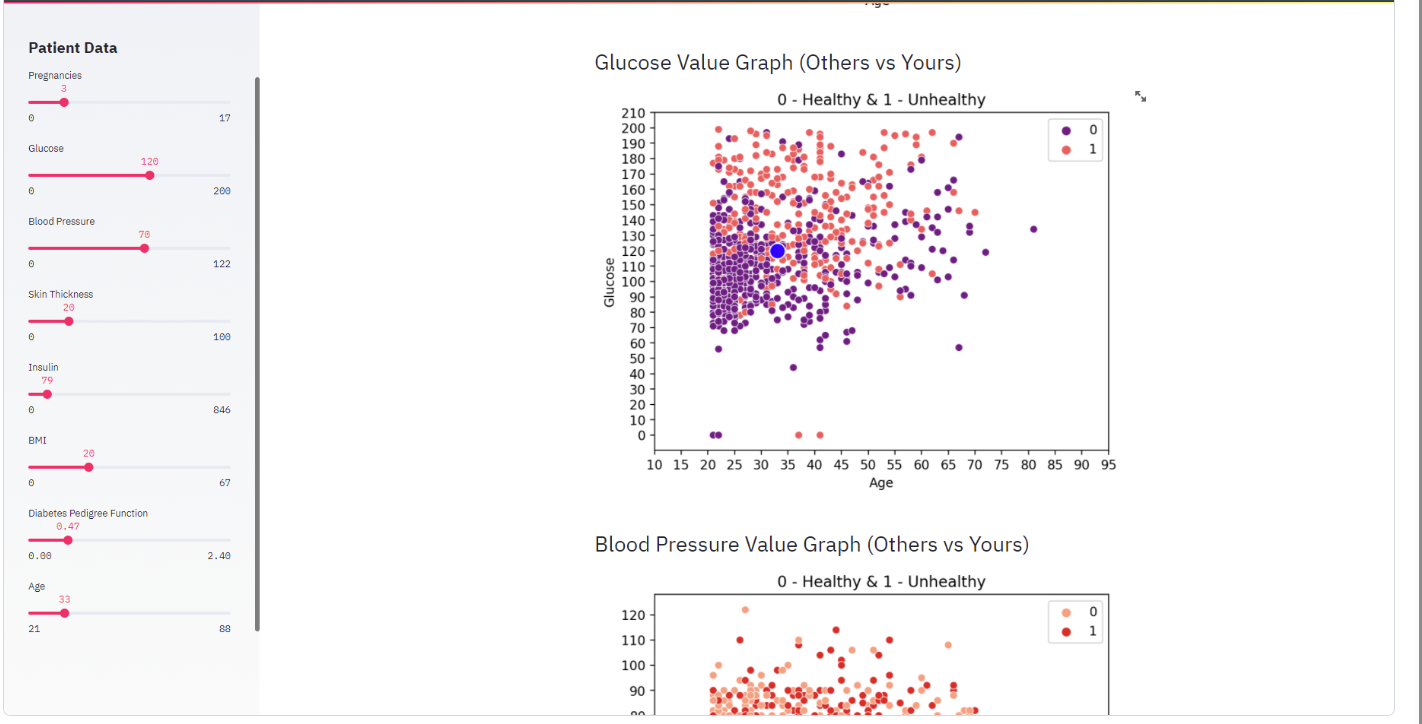 Age
Patient Data
Pregnancies
3
0 17
Glucose
120
0 200
Blood Pressure
70
0 122
Skin Thickness
20
0 100
Insulin
79
0 846
BMI
20
0 67
Diabetes Pedigree Function
0.47
0.00 2.40
Age
33
21 88
Glucose Value Graph (Others vs Yours)
0 - Healthy & 1 - Unhealthy
0
1
210
200
190
180
170
160
150
140
130
120
110
100
90
80
70
60
50
40
30
20
10
0
Glucose
10 15 20 25 30 35 40 45 50 55 60 65 70 75 80 85 90 95
Age
Blood Pressure Value Graph (Others vs Yours)
0 - Healthy & 1 - Unhealthy
0
1
120
110
100
90
80